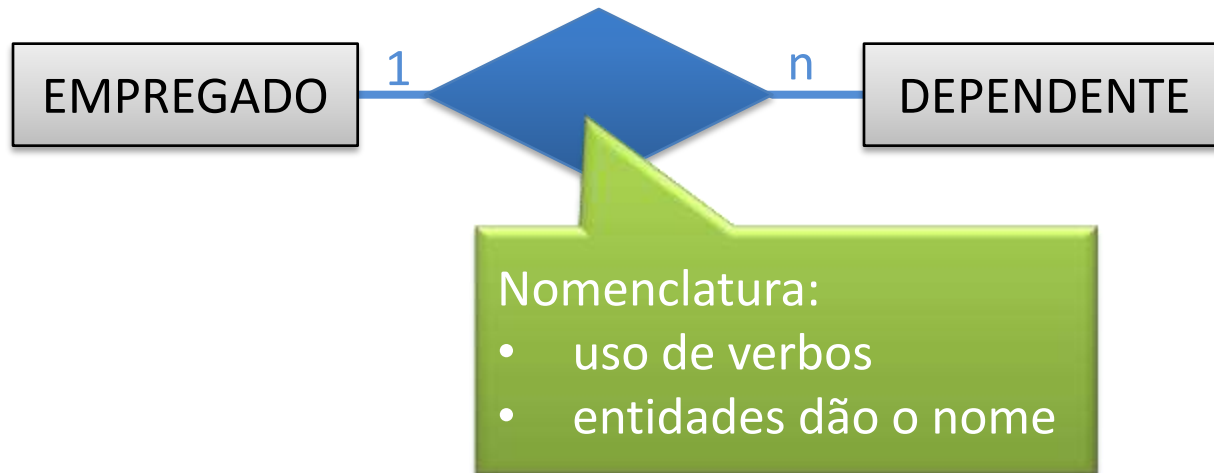 EMPREGADO 1 n DEPENDENTE
Nomenclatura:
• uso de verbos
• entidades dão o nome